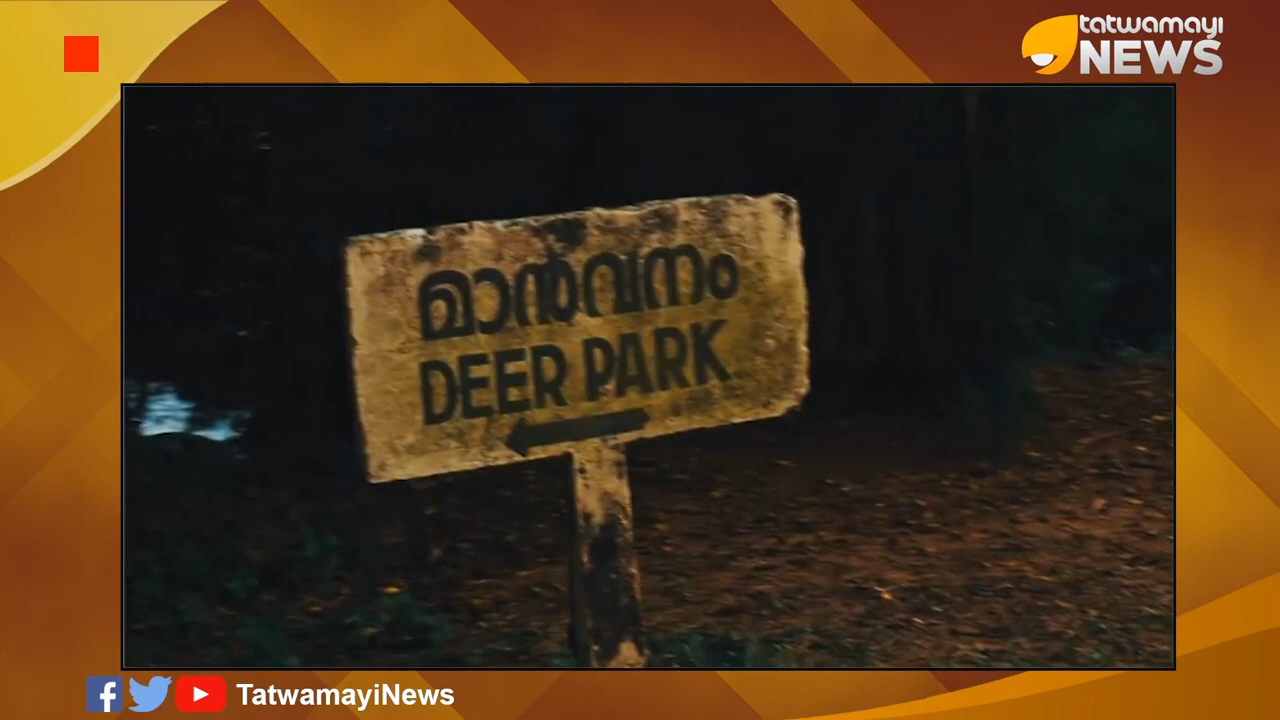 tatwamayi
NEWS
മാൻവനം
DEER PARK
TatwamayiNews